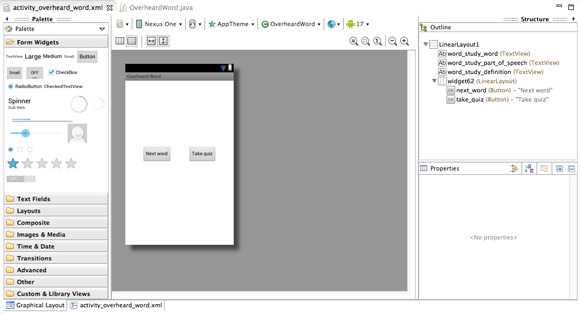 activity_overheard_word.xml
OverheardWord.java
Palette
Structure
Palette
Nexus One
AppTheme
OverheardWord
17
Outline
Form Widgets
TextView Large Medium Small Button
Small OFF CheckBox
RadioButton CheckedTextView
Spinner
Sub Item
Text Fields
Layouts
Composite
Images & Media
Time & Date
Transitions
Advanced
Other
Custom & Library Views
Overheard Word
Next word
Take quiz
LinearLayout1
word_study_word (TextView)
word_study_part_of_speech (TextView)
word_study_definition (TextView)
widget62 (LinearLayout)
next_word (Button) – "Next word"
take_quiz (Button) – "Take quiz"
Properties
<No properties>
Graphical Layout
activity_overheard_word.xml